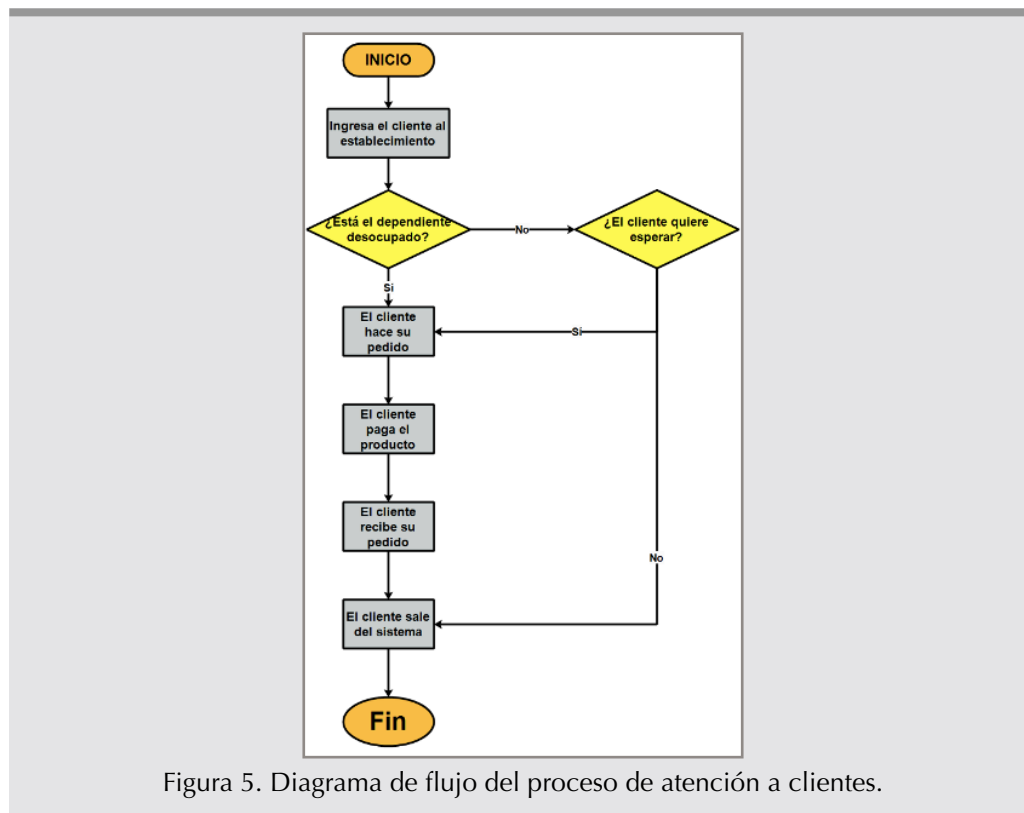 INICIO
Ingresa el cliente al
establecimiento
¿Está el dependiente
desocupado?
No
¿El cliente quiere
esperar?
Si
El cliente
hace su
pedido
Sí
El cliente
paga el
producto
El cliente
recibe su
pedido
No
El cliente sale
del sistema
Fin
Figura 5. Diagrama de flujo del proceso de atención a clientes.